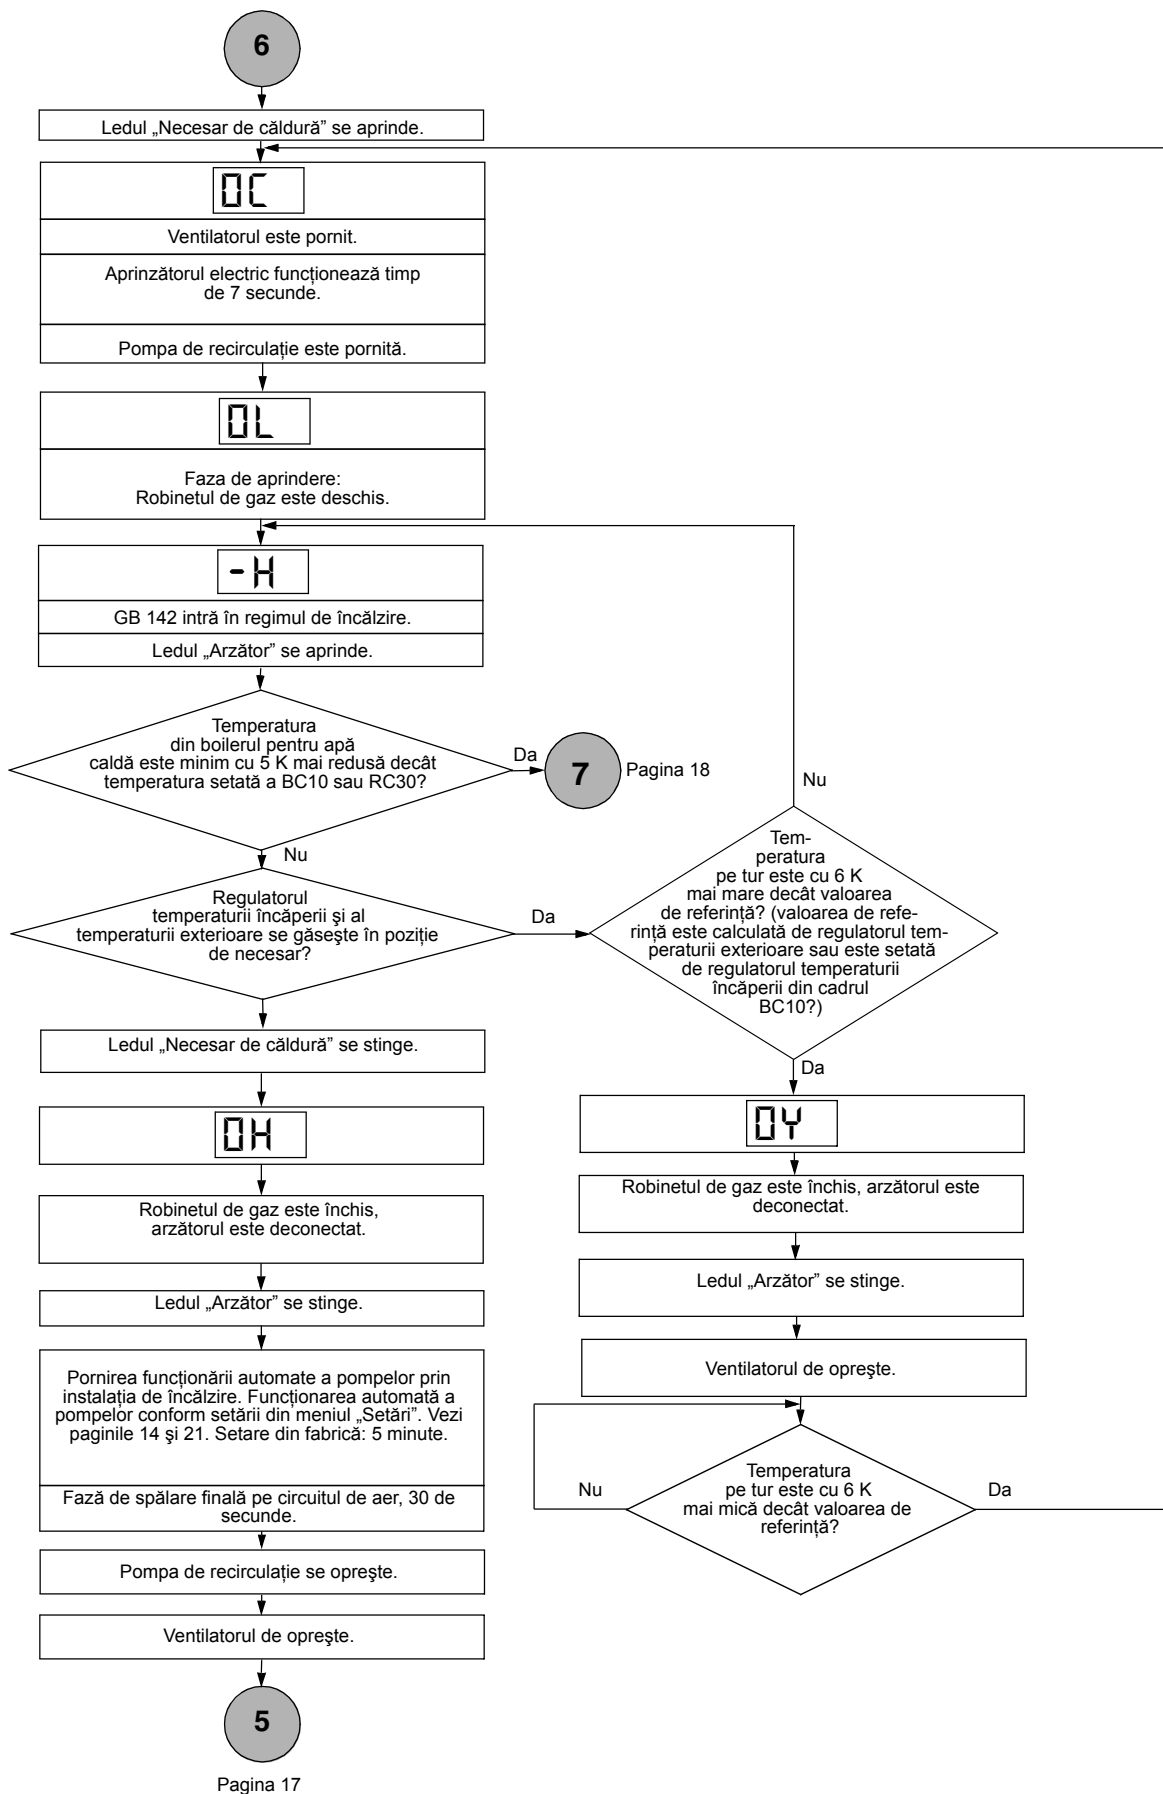 6
Ledul „Necesar de căldură” se aprinde.
0C
Ventilatorul este pornit.
Aprinzătorul electric funcționează timp
de 7 secunde.
Pompa de recirculație este pornită.
0L
Faza de aprindere:
Robinetul de gaz este deschis.
-H
GB 142 intră în regimul de încălzire.
Ledul „Arzător” se aprinde.
Temperatura
din boilerul pentru apă
caldă este minim cu 5 K mai redusă decât
temperatura setată a BC10 sau RC30?
Da
7
Pagina 18
Nu
Nu
Regulatorul
temperaturii încăperii şi al
temperaturii exterioare se găseşte în poziție
de necesar?
Da
Tem-
peratura
pe tur este cu 6 K
mai mare decât valoarea
de referință? (valoarea de refe-
rință este calculată de regulatorul tem-
peraturii exterioare sau este setată
de regulatorul temperaturii
încăperii din cadrul
BC10?)
Da
Ledul „Necesar de căldură” se stinge.
0H
Robinetul de gaz este închis,
arzătorul este deconectat.
Ledul „Arzător” se stinge.
Pornirea funcționării automate a pompelor prin
instalația de încălzire. Funcționarea automată a
pompelor conform setării din meniul „Setări”. Vezi
paginile 14 şi 21. Setare din fabrică: 5 minute.
Fază de spălare finală pe circuitul de aer, 30 de
secunde.
Pompa de recirculație se opreşte.
Ventilatorul de opreşte.
5
Pagina 17
0Y
Robinetul de gaz este închis, arzătorul este
deconectat.
Ledul „Arzător” se stinge.
Ventilatorul de opreşte.
Temperatura
pe tur este cu 6 K
mai mică decât valoarea de
referință?
Nu
Da